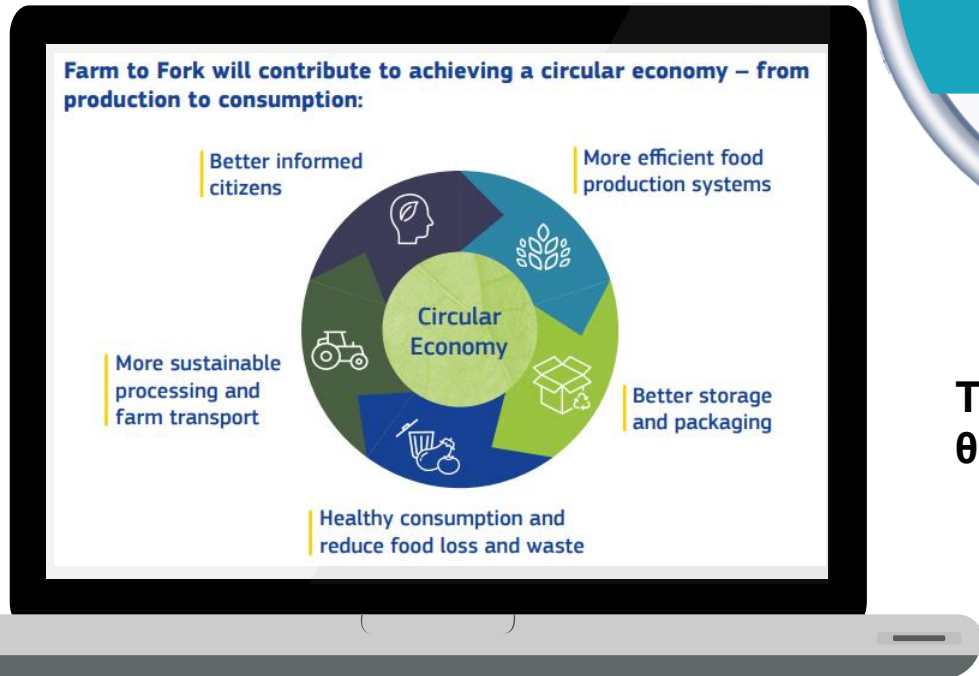 Farm to Fork will contribute to achieving a circular economy – from
production to consumption:
Better informed
citizens
More efficient food
production systems
Circular
Economy
More sustainable
processing and
farm transport
Better storage
and packaging
Healthy consumption and
reduce food loss and waste